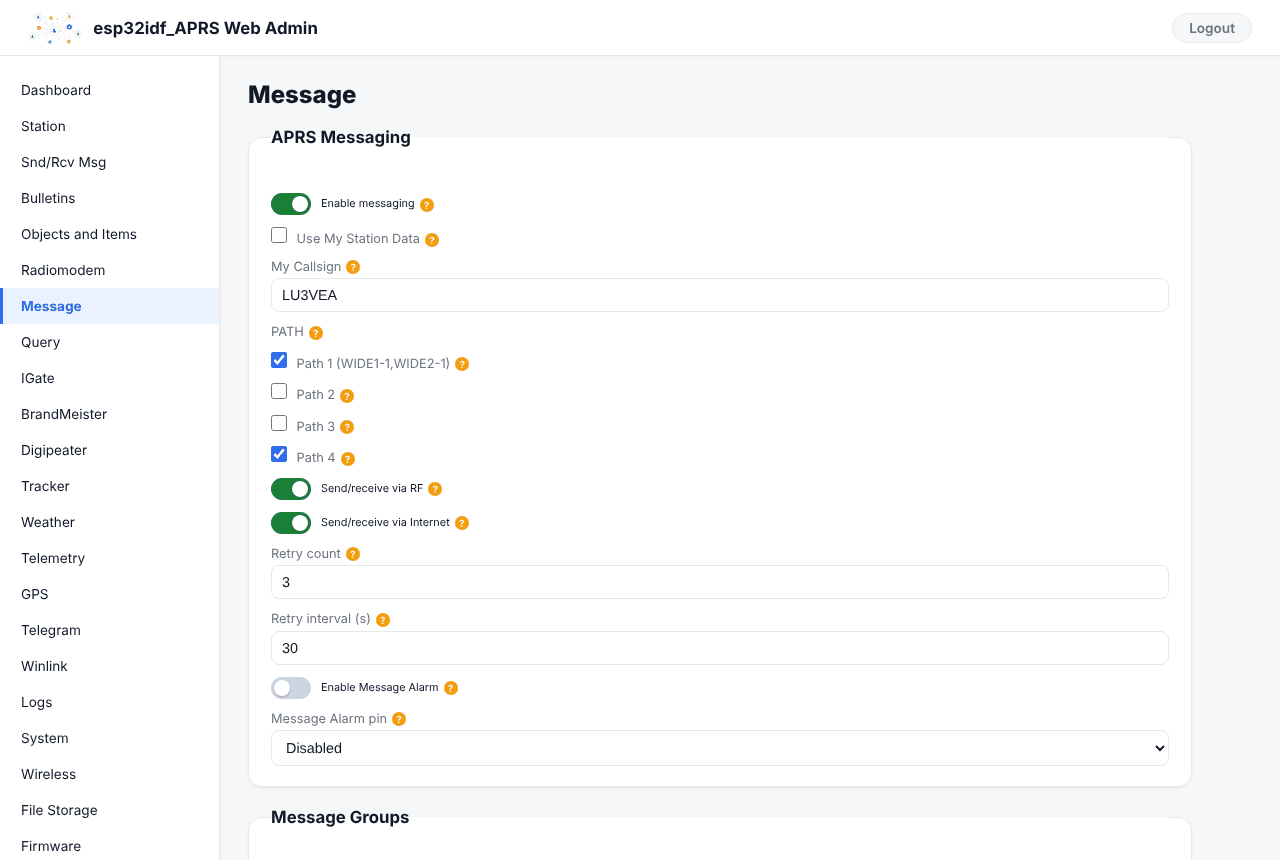 esp32idf_APRS Web Admin
Logout
Dashboard
Station
Snd/Rcv Msg
Bulletins
Objects and Items
Radiomodem
Message
Query
IGate
BrandMeister
Digipeater
Tracker
Weather
Telemetry
GPS
Telegram
Winlink
Logs
System
Wireless
File Storage
Firmware
Message
APRS Messaging
Enable messaging ?
Use My Station Data ?
My Callsign ?
LU3VEA
PATH ?
Path 1 (WIDE1-1,WIDE2-1) ?
Path 2 ?
Path 3 ?
Path 4 ?
Send/receive via RF ?
Send/receive via Internet ?
Retry count ?
3
Retry interval (s) ?
30
Enable Message Alarm ?
Message Alarm pin ?
Disabled
Message Groups